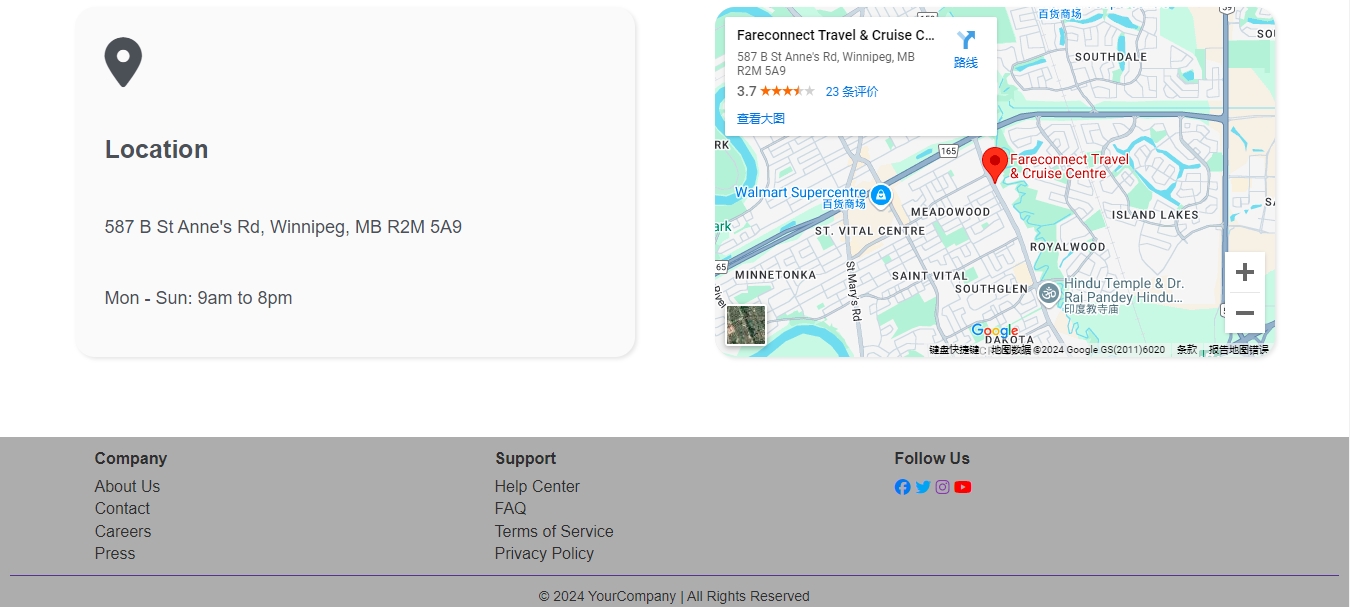 Location
587 B St Anne's Rd, Winnipeg, MB R2M 5A9
Mon - Sun: 9am to 8pm
百货商场
Fareconnect Travel & Cruise C...
587 B St Anne's Rd, Winnipeg, MB
R2M 5A9
路线
3.7
23 条评价
查看大图
SOUTHDALE
165
Fareconnect Travel
& Cruise Centre
Walmart Supercentre
百货商场
MEADOWOOD
ISLAND LAKES
ST. VITAL CENTRE
ROYALWOOD
MINNETONKA
SAINT VITAL
SOUTHGLEN
St Mary's Rd
Hindu Temple & Dr.
Rai Pandey Hindu...
印度教寺庙
Google
DAKOTA
键盘快捷键
地图数据 ©2024 Google GS(2011)6020
条款
报告地图错误
Company
About Us
Contact
Careers
Press
Support
Help Center
FAQ
Terms of Service
Privacy Policy
Follow Us
© 2024 YourCompany | All Rights Reserved